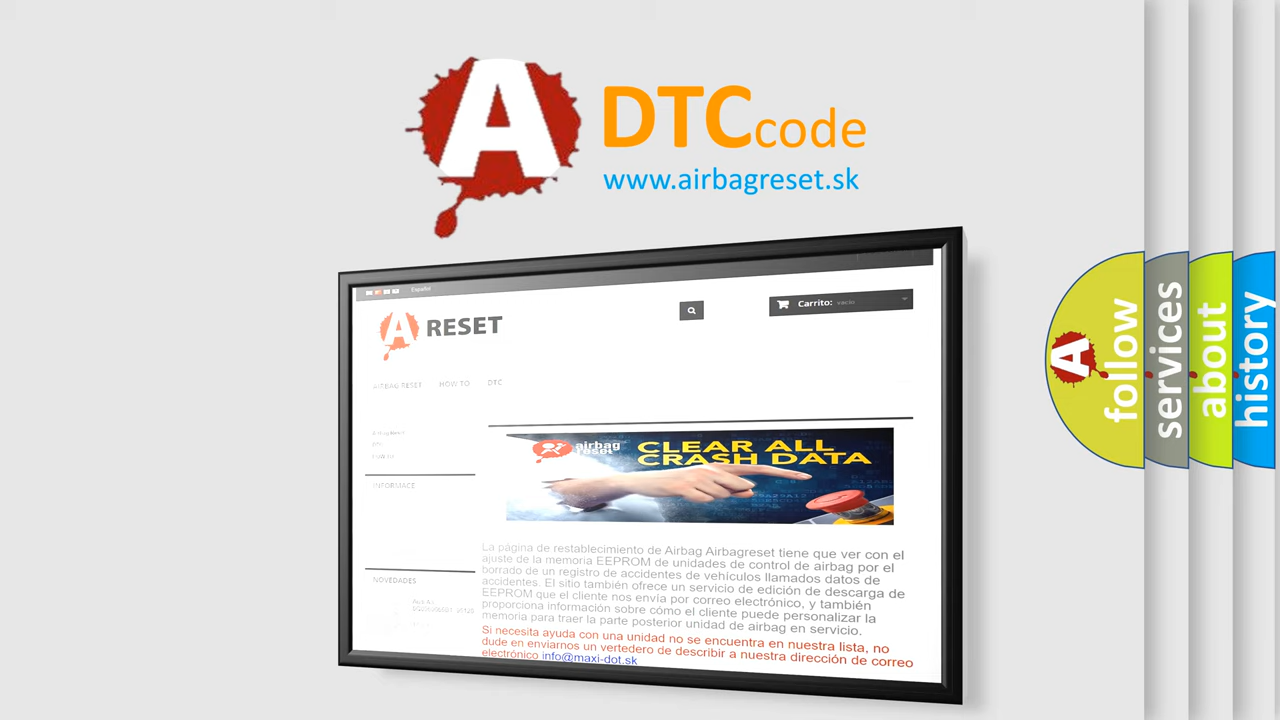 A
DTCcode
www.airbagreset.sk
Español
A RESET
Carrito: vacío
AIRBAG RESET HOW TO DTC
INFORMACE
airbag
reset
CLEAR ALL
CRASH DATA
La página de restablecimiento de Airbag Airbagreset tiene que ver con el
ajuste de la memoria EEPROM de unidades de control de airbag por el
borrado de un registro de accidentes de vehículos llamados datos de
accidentes. El sitio también ofrece un servicio de edición de descarga de
EEPROM que el cliente nos envía por correo electrónico, y también
proporciona información sobre cómo el cliente puede personalizar la
memoria para traer la parte posterior unidad de airbag en servicio.
Si necesita ayuda con una unidad no se encuentra en nuestra lista, no
dude en enviarnos un vertedero de describir a nuestra dirección de correo
electrónico info@maxi-dot.sk
NOVEDADES
A
follow
services
about
history